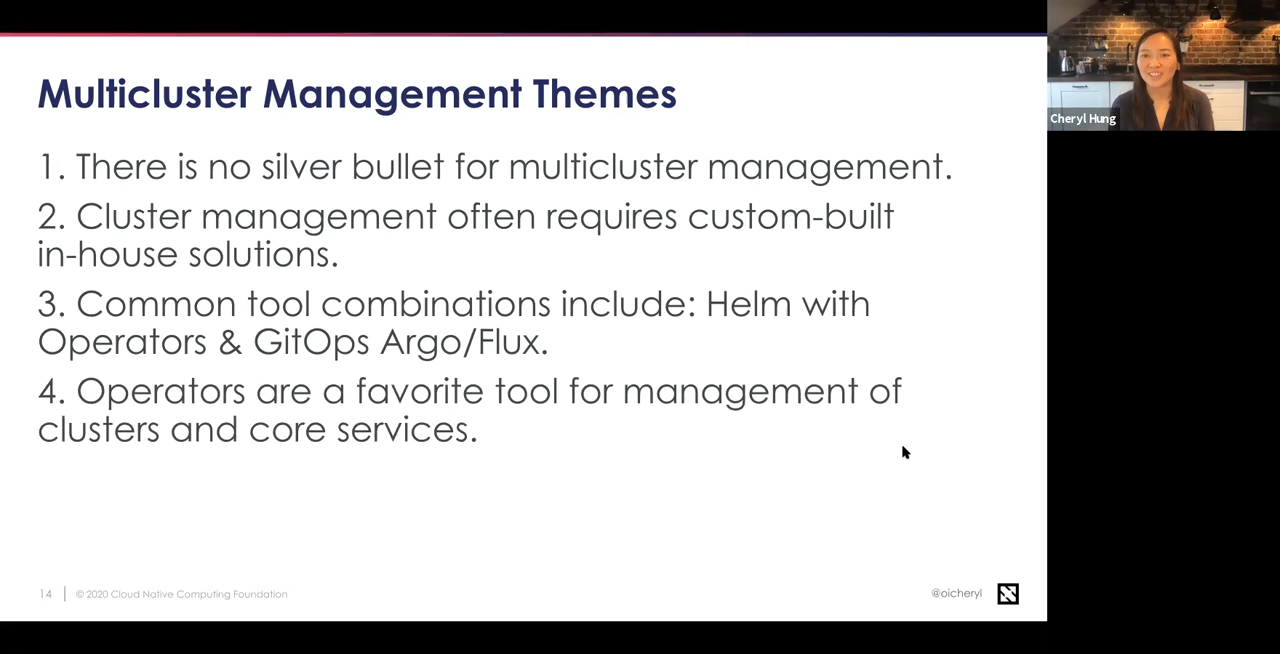 Multicluster Management Themes
1. There is no silver bullet for multicluster management.
2. Cluster management often requires custom-built
in-house solutions.
3. Common tool combinations include: Helm with
Operators & GitOps Argo/Flux.
4. Operators are a favorite tool for management of
clusters and core services.
14 | © 2020 Cloud Native Computing Foundation
@oicheryl
Cheryl Hung